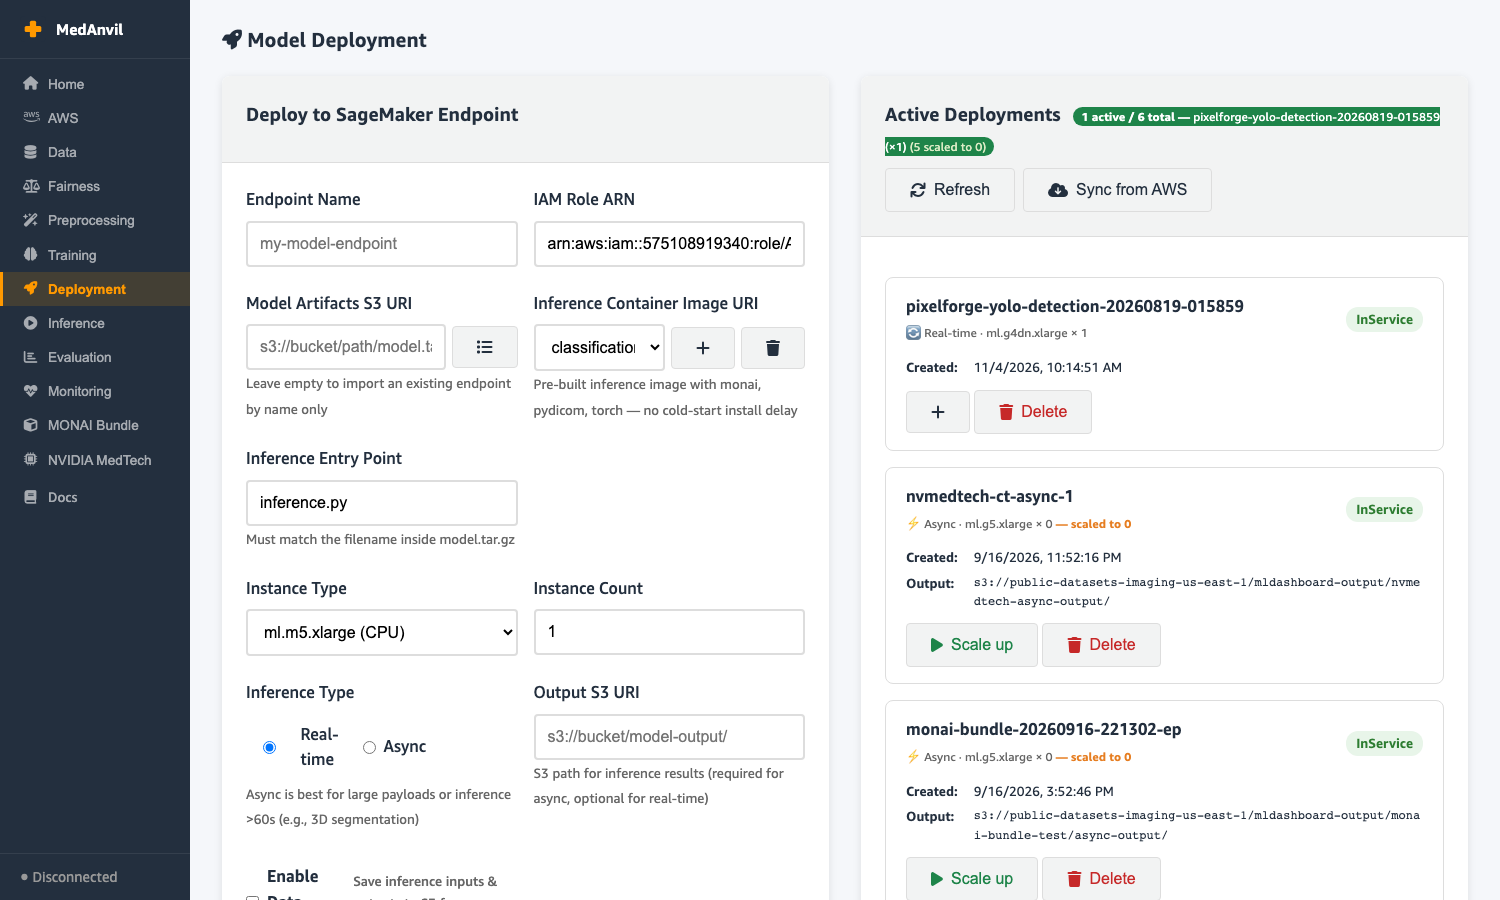 MedAnvil
Home
aws AWS
Data
Fairness
Preprocessing
Training
Deployment
Inference
Evaluation
Monitoring
MONAI Bundle
NVIDIA MedTech
Docs
Disconnected
Model Deployment
Deploy to SageMaker Endpoint
Endpoint Name
my-model-endpoint
IAM Role ARN
arn:aws:iam::575108919340:role/A
Model Artifacts S3 URI
s3://bucket/path/model.ta
Leave empty to import an existing endpoint
by name only
Inference Container Image URI
classification
Pre-built inference image with monai,
pydicom, torch — no cold-start install delay
Inference Entry Point
inference.py
Must match the filename inside model.tar.gz
Instance Type
ml.m5.xlarge (CPU)
Instance Count
1
Inference Type
Real-
time
Async
Async is best for large payloads or inference
>60s (e.g., 3D segmentation)
Output S3 URI
s3://bucket/model-output/
S3 path for inference results (required for
async, optional for real-time)
Enable
Save inference inputs &
Active Deployments 1 active / 6 total — pixelforge-yolo-detection-20260819-015859
(×1) (5 scaled to 0)
Refresh
Sync from AWS
pixelforge-yolo-detection-20260819-015859
InService
Real-time · ml.g4dn.xlarge × 1
Created: 11/4/2026, 10:14:51 AM
+ Delete
nvmedtech-ct-async-1
InService
Async · ml.g5.xlarge × 0 — scaled to 0
Created: 9/16/2026, 11:52:16 PM
Output: s3://public-datasets-imaging-us-east-1/mldashboard-output/nvme
dtech-async-output/
Scale up
Delete
monai-bundle-20260916-221302-ep
InService
Async · ml.g5.xlarge × 0 — scaled to 0
Created: 9/16/2026, 3:52:46 PM
Output: s3://public-datasets-imaging-us-east-1/mldashboard-output/mona
i-bundle-test/async-output/
Scale up
Delete